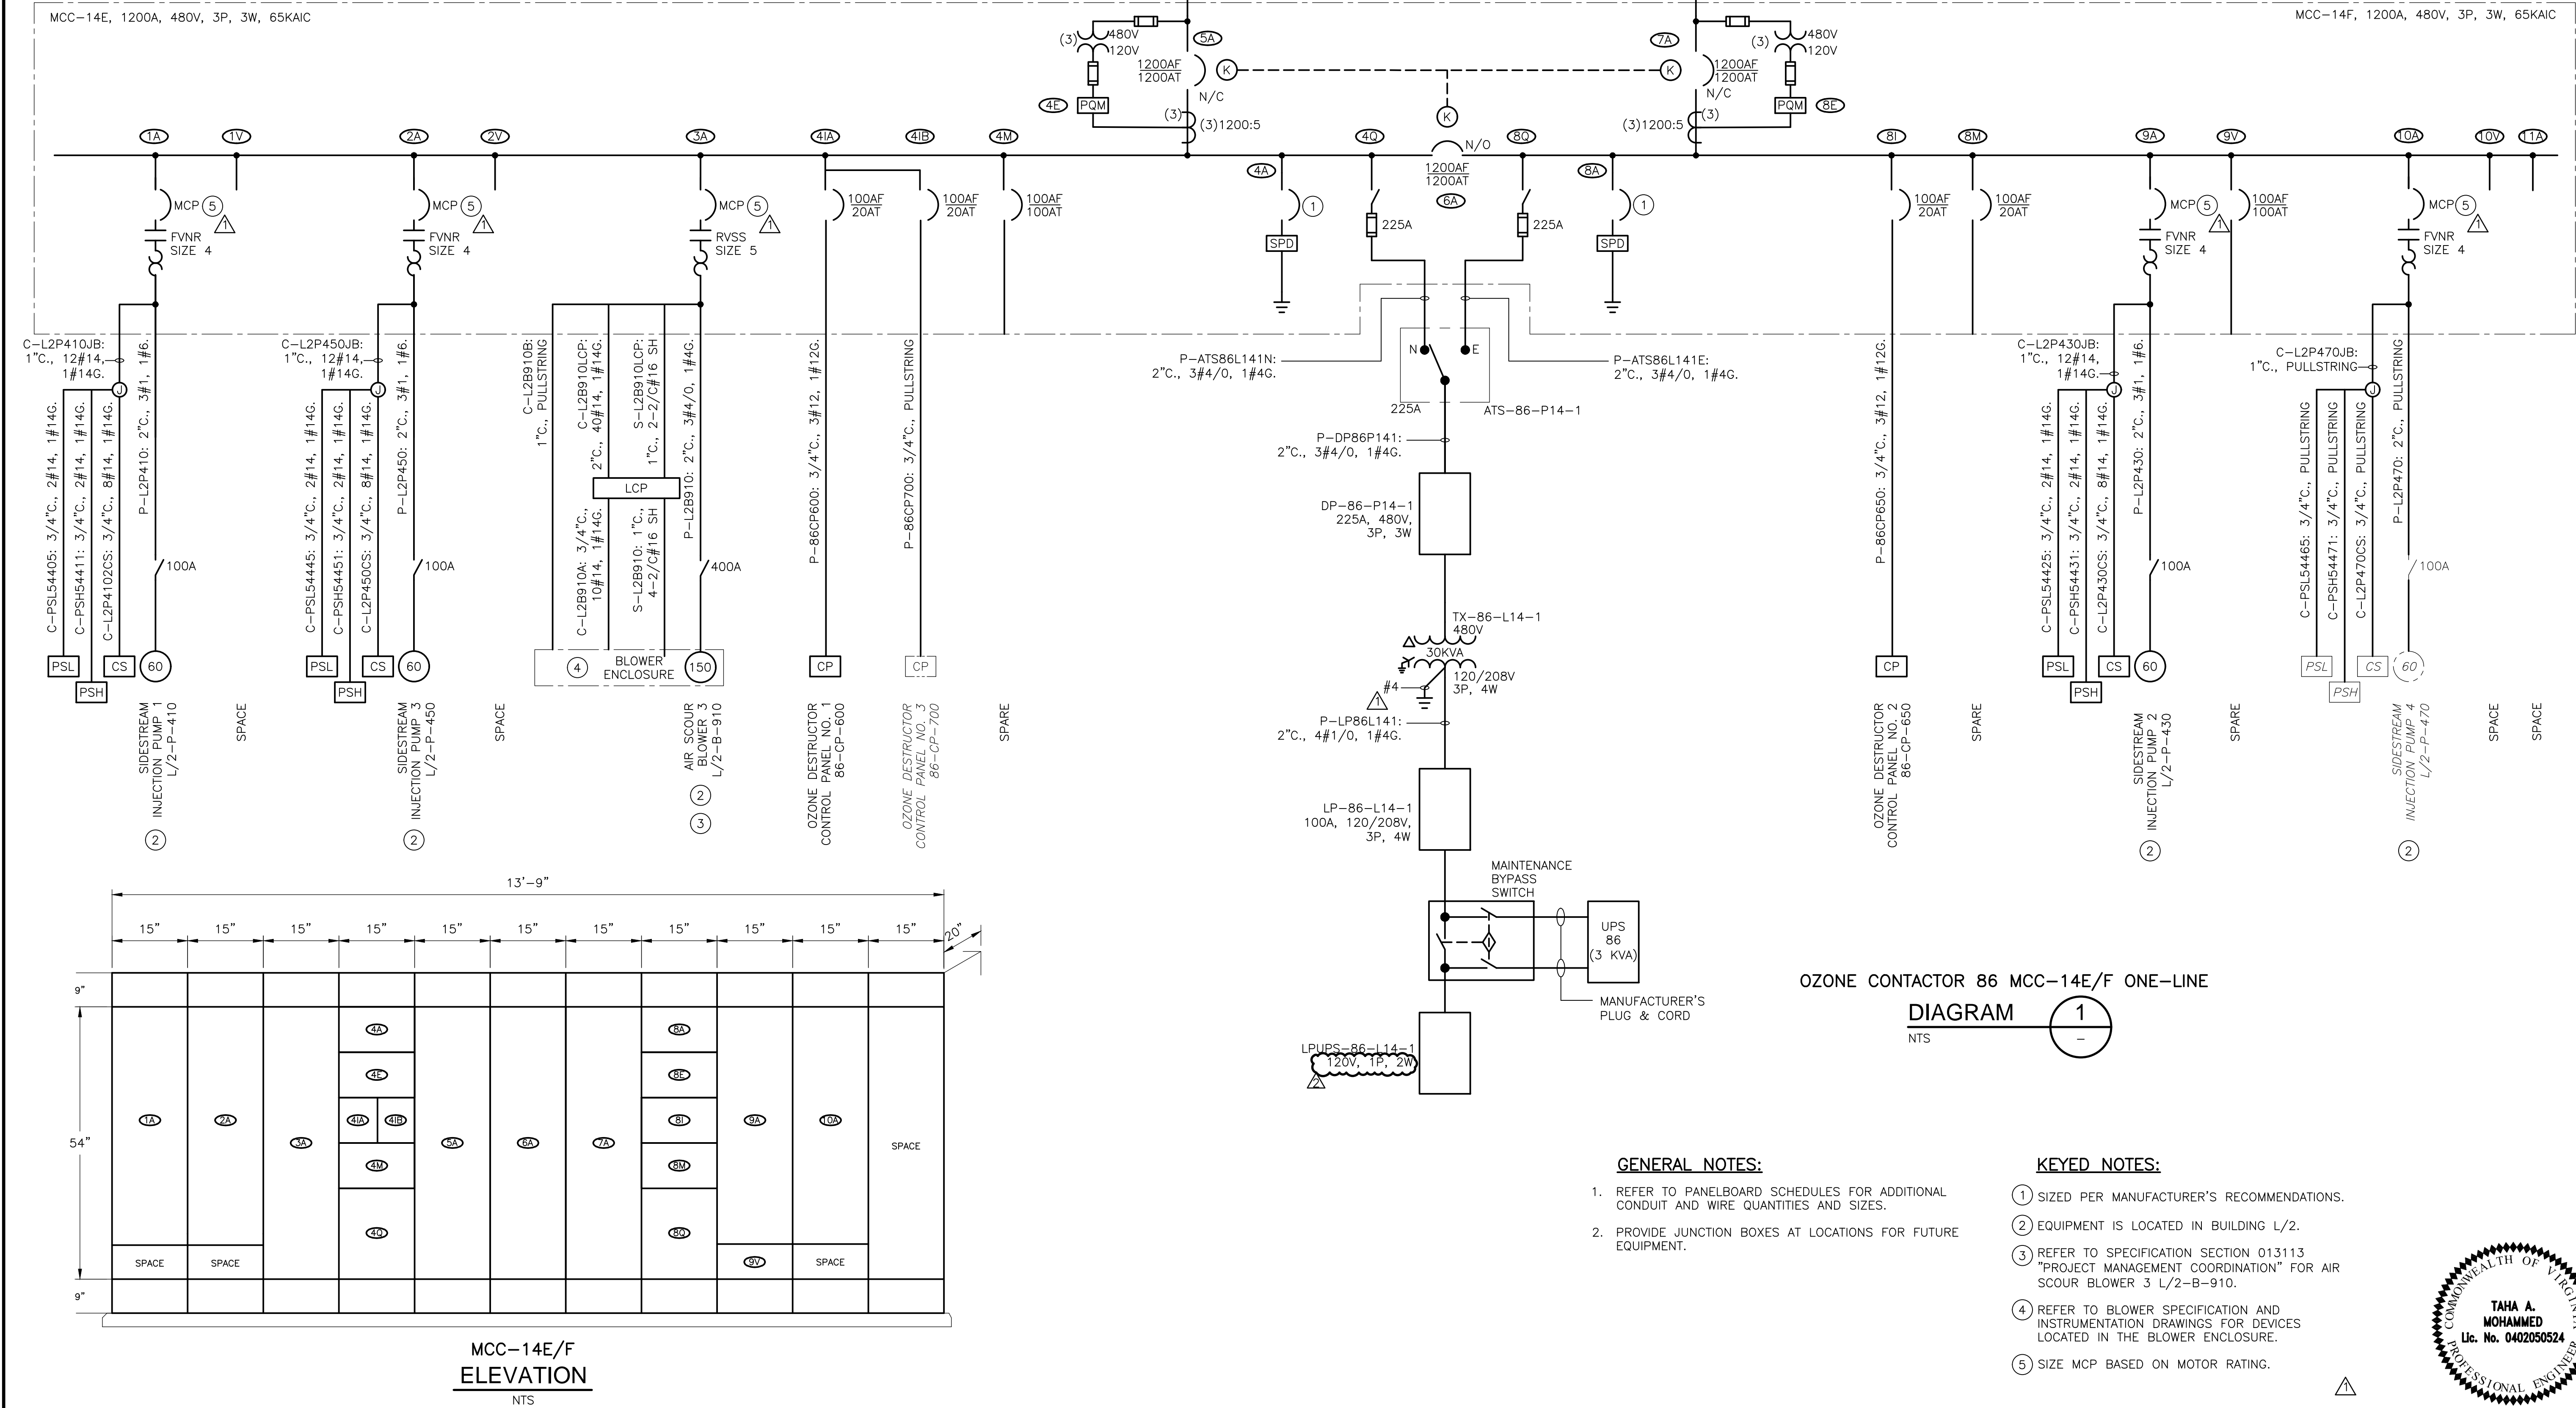 MCC-14E, 1200A, 480V, 3P, 3W, 65KAIC
MCC-14F, 1200A, 480V, 3P, 3W, 65KAIC
(3)
480V
120V
5A
1200AF
1200AT
K
N/C
4E
PQM
(3)
(3)1200:5
K
7A
K
1200AF
1200AT
N/C
(3)
480V
120V
PQM
8E
(3)
(3)1200:5
1A
1V
2A
2V
3A
4IA
4IB
4M
4Q
8Q
N/O
1200AF
1200AT
6A
4A
8A
8I
8M
9A
9V
10A
10V
11A
MCP 5
1
FVNR
SIZE 4
MCP 5
1
FVNR
SIZE 4
MCP 5
1
RVSS
SIZE 5
100AF
20AT
100AF
20AT
100AF
100AT
1
SPD
225A
225A
1
SPD
100AF
20AT
100AF
20AT
MCP 5
1
FVNR
SIZE 4
100AF
100AT
MCP 5
1
FVNR
SIZE 4
C-L2P410JB:
1"C., 12#14,
1#14G.
J
C-PSL54405: 3/4"C., 2#14, 1#14G.
C-PSH54411: 3/4"C., 2#14, 1#14G.
C-L2P4102CS: 3/4"C., 8#14, 1#14G.
P-L2P410: 2"C., 3#1, 1#6.
100A
PSL
PSH
CS
60
SIDESTREAM
INJECTION PUMP 1
L/2-P-410
2
SPACE
C-L2P450JB:
1"C., 12#14,
1#14G.
J
C-PSL54445: 3/4"C., 2#14, 1#14G.
C-PSH54451: 3/4"C., 2#14, 1#14G.
C-L2P450CS: 3/4"C., 8#14, 1#14G.
P-L2P450: 2"C., 3#1, 1#6.
100A
PSL
PSH
CS
60
SIDESTREAM
INJECTION PUMP 3
L/2-P-450
2
SPACE
C-L2B910B:
1"C., PULLSTRING
C-L2B910LCP:
2"C., 40#14, 1#14G.
S-L2B910LCP:
1"C., 2-2/C#16 SH
P-L2B910: 2"C., 3#4/0, 1#4G.
LCP
C-L2B910A: 3/4"C.,
10#14, 1#14G.
S-L2B910: 1"C.,
4-2/C#16 SH
400A
4
BLOWER
ENCLOSURE
150
AIR SCOUR
BLOWER 3
L/2-B-910
2
3
P-86CP600: 3/4"C., 3#12, 1#12G.
CP
OZONE DESTRUCTOR
CONTROL PANEL NO. 1
86-CP-600
P-86CP700: 3/4"C., PULLSTRING
CP
OZONE DESTRUCTOR
CONTROL PANEL NO. 3
86-CP-700
SPARE
P-ATS86L141N:
2"C., 3#4/0, 1#4G.
N
E
P-ATS86L141E:
2"C., 3#4/0, 1#4G.
225A
ATS-86-P14-1
P-DP86P141:
2"C., 3#4/0, 1#4G.
DP-86-P14-1
225A, 480V,
3P, 3W
TX-86-L14-1
480V
30KVA
120/208V
3P, 4W
#4
1
P-LP86L141:
2"C., 4#1/0, 1#4G.
LP-86-L14-1
100A, 120/208V,
3P, 4W
MAINTENANCE
BYPASS
SWITCH
UPS
86
(3 KVA)
MANUFACTURER'S
PLUG & CORD
LPUPS-86-L14-1
120V, 1P, 2W
2
P-86CP650: 3/4"C., 3#12, 1#12G.
CP
OZONE DESTRUCTOR
CONTROL PANEL NO. 2
86-CP-650
SPARE
C-L2P430JB:
1"C., 12#14,
1#14G.
J
C-PSL54425: 3/4"C., 2#14, 1#14G.
C-PSH54431: 3/4"C., 2#14, 1#14G.
C-L2P430CS: 3/4"C., 8#14, 1#14G.
P-L2P430: 2"C., 3#1, 1#6.
100A
PSL
PSH
CS
60
SIDESTREAM
INJECTION PUMP 2
L/2-P-430
2
SPARE
C-L2P470JB:
1"C., PULLSTRING
J
C-PSL54465: 3/4"C., PULLSTRING
C-PSH54471: 3/4"C., PULLSTRING
C-L2P470CS: 3/4"C., PULLSTRING
P-L2P470: 2"C., PULLSTRING
100A
PSL
PSH
CS
60
SIDESTREAM
INJECTION PUMP 4
L/2-P-470
2
SPACE
SPACE
13'-9"
15" 15" 15" 15" 15" 15" 15" 15" 15" 15" 15"
20"
9"
54"
9"
1A
2A
3A
4A
4E
4IA
4IB
4M
4Q
5A
6A
7A
8A
8E
8I
8M
8Q
9A
10A
SPACE
SPACE
SPACE
9V
SPACE
MCC-14E/F
ELEVATION
NTS
OZONE CONTACTOR 86 MCC-14E/F ONE-LINE
DIAGRAM
1
-
NTS
GENERAL NOTES:
1. REFER TO PANELBOARD SCHEDULES FOR ADDITIONAL
CONDUIT AND WIRE QUANTITIES AND SIZES.
2. PROVIDE JUNCTION BOXES AT LOCATIONS FOR FUTURE
EQUIPMENT.
KEYED NOTES:
1 SIZED PER MANUFACTURER'S RECOMMENDATIONS.
2 EQUIPMENT IS LOCATED IN BUILDING L/2.
3 REFER TO SPECIFICATION SECTION 013113
"PROJECT MANAGEMENT COORDINATION" FOR AIR
SCOUR BLOWER 3 L/2-B-910.
4 REFER TO BLOWER SPECIFICATION AND
INSTRUMENTATION DRAWINGS FOR DEVICES
LOCATED IN THE BLOWER ENCLOSURE.
5 SIZE MCP BASED ON MOTOR RATING.
1
COMMONWEALTH OF
TAHA A.
MOHAMMED
Lic. No. 0402050524
PROFESSIONAL ENGINEER